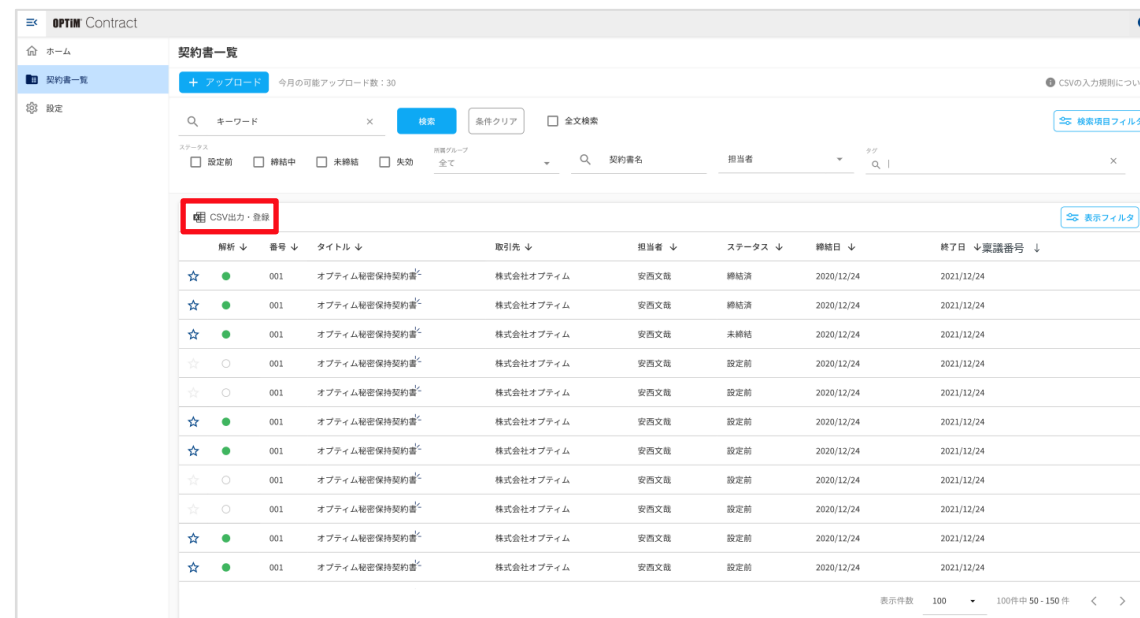 OPTiM Contract
ホーム
契約書一覧
設定
契約書一覧
+ アップロード 今月の可能アップロード数：30 CSVの入力規則につい
キーワード × 検索 条件クリア 全文検索 検索項目フィルタ
ステータス 所属グループ タグ
設定前 締結中 未締結 失効 全て 契約書名 担当者 ×
CSV出力・登録 表示フィルタ
解析 ↓ 番号 ↓ タイトル ↓ 取引先 ↓ 担当者 ↓ ステータス ↓ 締結日 ↓ 終了日 ↓ 稟議番号 ↓
001 オプティム秘密保持契約書 株式会社オプティム 安西文哉 締結済 2020/12/24 2021/12/24
001 オプティム秘密保持契約書 株式会社オプティム 安西文哉 締結済 2020/12/24 2021/12/24
001 オプティム秘密保持契約書 株式会社オプティム 安西文哉 未締結 2020/12/24 2021/12/24
001 オプティム秘密保持契約書 株式会社オプティム 安西文哉 設定前 2020/12/24 2021/12/24
001 オプティム秘密保持契約書 株式会社オプティム 安西文哉 設定前 2020/12/24 2021/12/24
001 オプティム秘密保持契約書 株式会社オプティム 安西文哉 設定前 2020/12/24 2021/12/24
001 オプティム秘密保持契約書 株式会社オプティム 安西文哉 設定前 2020/12/24 2021/12/24
001 オプティム秘密保持契約書 株式会社オプティム 安西文哉 設定前 2020/12/24 2021/12/24
001 オプティム秘密保持契約書 株式会社オプティム 安西文哉 設定前 2020/12/24 2021/12/24
001 オプティム秘密保持契約書 株式会社オプティム 安西文哉 設定前 2020/12/24 2021/12/24
001 オプティム秘密保持契約書 株式会社オプティム 安西文哉 設定前 2020/12/24 2021/12/24
表示件数 100 100件中 50 - 150 件